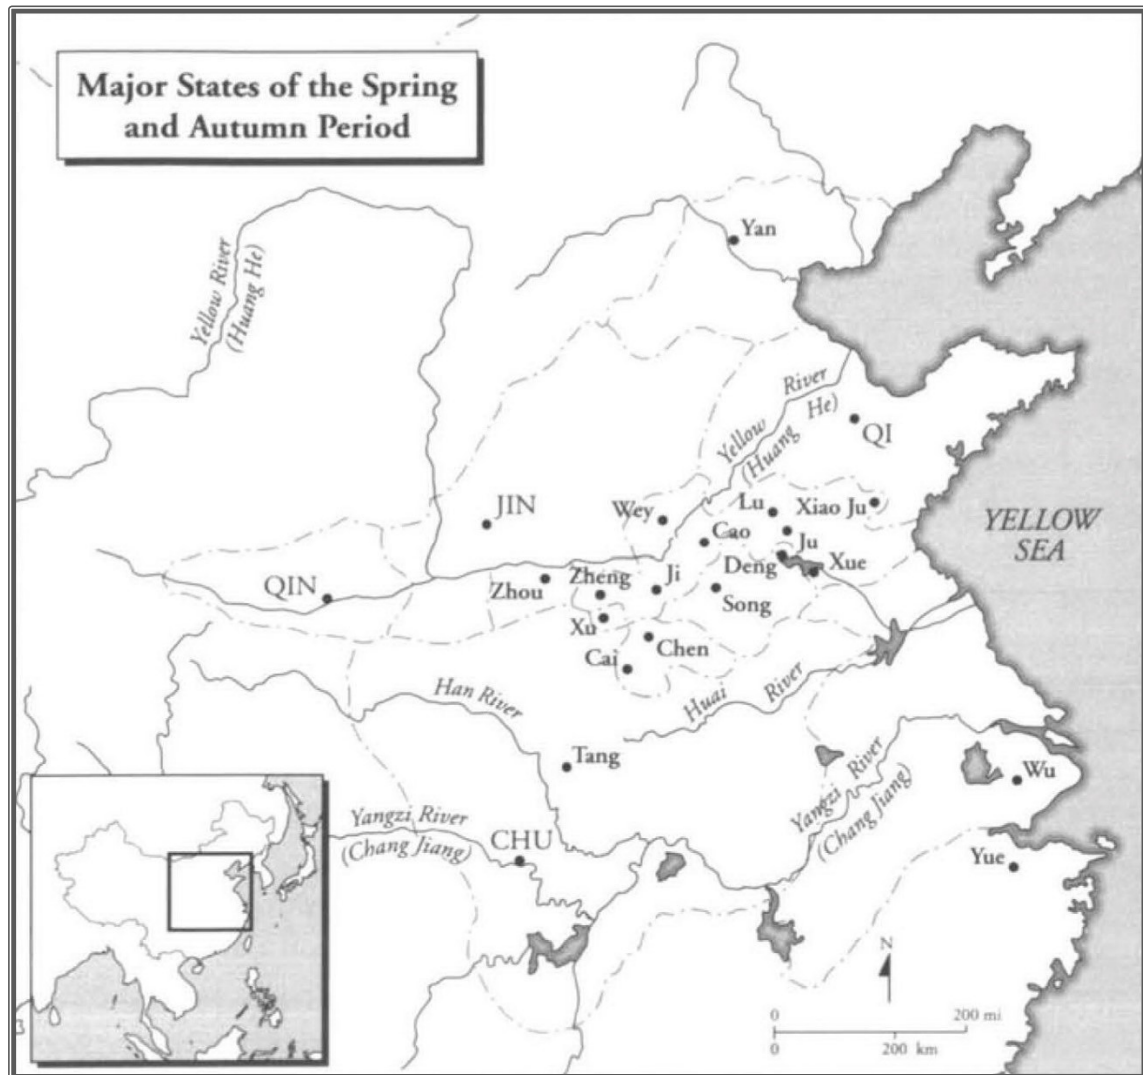 Major States of the Spring
and Autumn Period
Yan
Yellow River
(Huang He)
Yellow River
(Huang He)
QI
JIN
Wey
Lu
Xiao Ju
YELLOW
SEA
Cao
Ju
Deng
Xue
QIN
Zhou
Zheng
Ji
Song
Xu
Chen
Cai
Han River
Huai River
Tang
Yangzi River
(Chang Jiang)
Wu
Yangzi River
(Chang Jiang)
CHU
Yue
N
0 200 mi
0 200 km